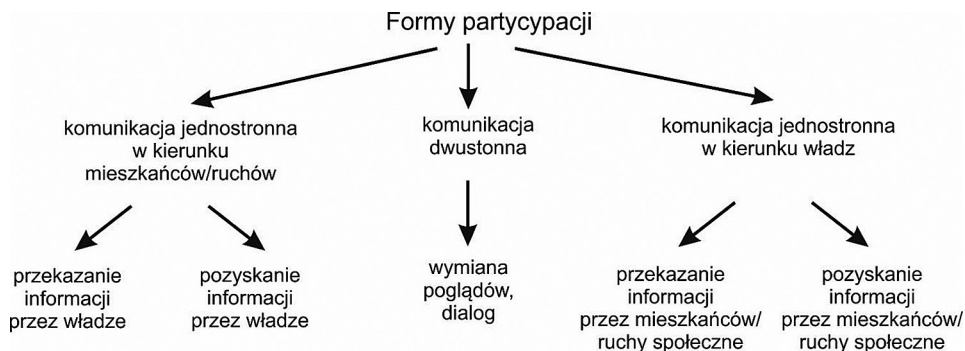 Formy partycypacji
komunikacja jednostronna
w kierunku
mieszkańców/ruchów
komunikacja
dwustonna
komunikacja jednostronna
w kierunku władz
przekazanie
informacji
przez władze
pozyskanie
informacji
przez władze
wymiana
poglądów,
dialog
przekazanie
informacji
przez mieszkańców/
ruchy społeczne
pozyskanie
informacji
przez mieszkańców/
ruchy społeczne